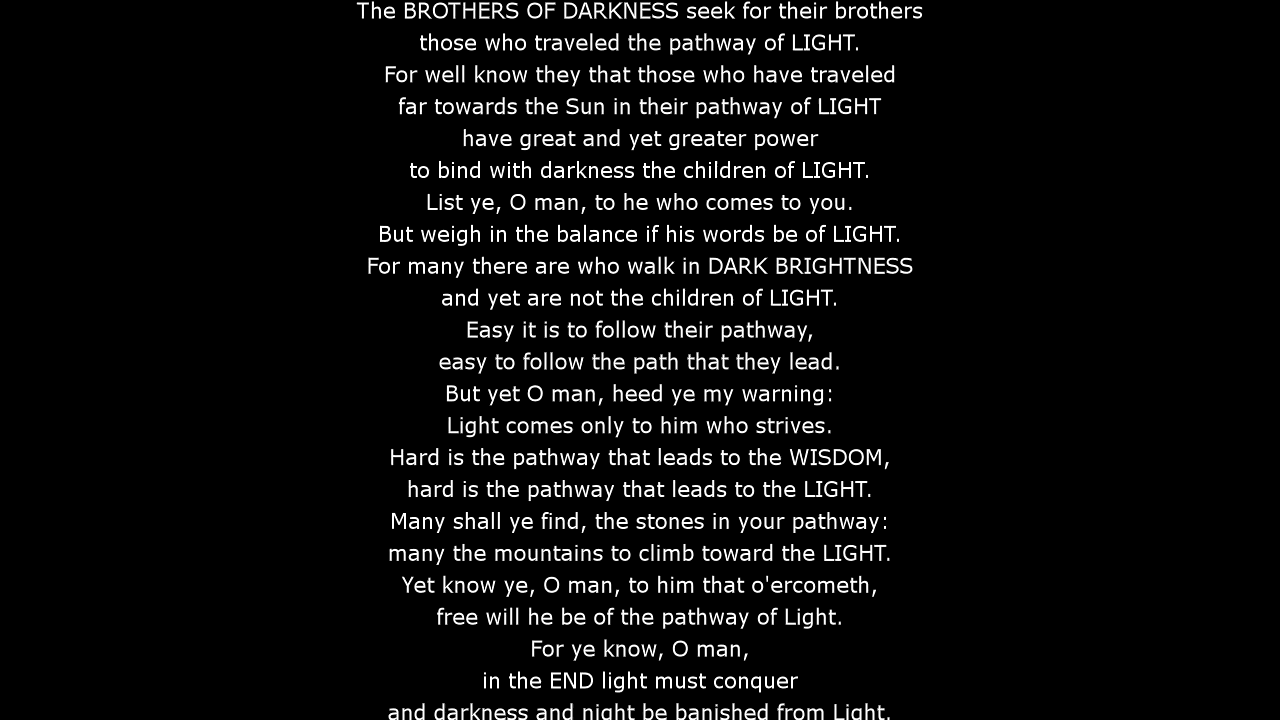 The BROTHERS OF DARKNESS seek for their brothers
those who traveled the pathway of LIGHT.
For well know they that those who have traveled
far towards the Sun in their pathway of LIGHT
have great and yet greater power
to bind with darkness the children of LIGHT.
List ye, O man, to he who comes to you.
But weigh in the balance if his words be of LIGHT.
For many there are who walk in DARK BRIGHTNESS
and yet are not the children of LIGHT.
Easy it is to follow their pathway,
easy to follow the path that they lead.
But yet O man, heed ye my warning:
Light comes only to him who strives.
Hard is the pathway that leads to the WISDOM,
hard is the pathway that leads to the LIGHT.
Many shall ye find, the stones in your pathway:
many the mountains to climb toward the LIGHT.
Yet know ye, O man, to him that o'ercometh,
free will he be of the pathway of Light.
For ye know, O man,
in the END light must conquer
and darkness and night be banished from Light.